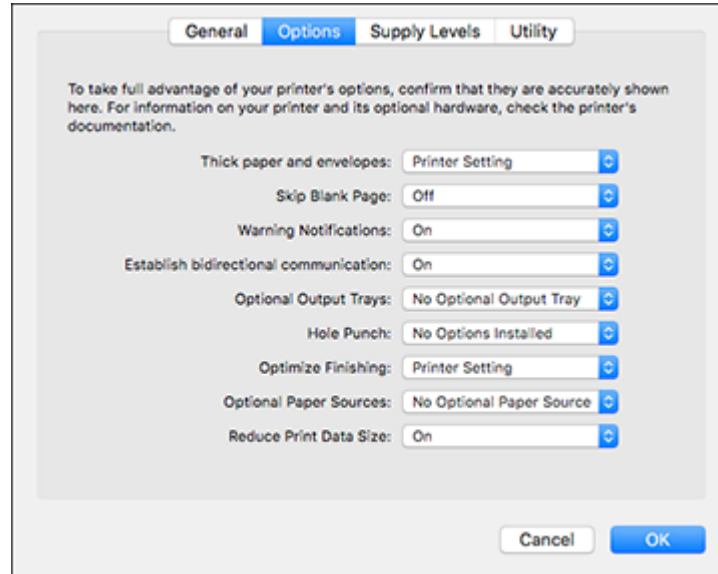 General Options Supply Levels Utility
To take full advantage of your printer's options, confirm that they are accurately shown
here. For information on your printer and its optional hardware, check the printer's
documentation.
Thick paper and envelopes: Printer Setting
Skip Blank Page: Off
Warning Notifications: On
Establish bidirectional communication: On
Optional Output Trays: No Optional Output Tray
Hole Punch: No Options Installed
Optimize Finishing: Printer Setting
Optional Paper Sources: No Optional Paper Source
Reduce Print Data Size: On
Cancel OK